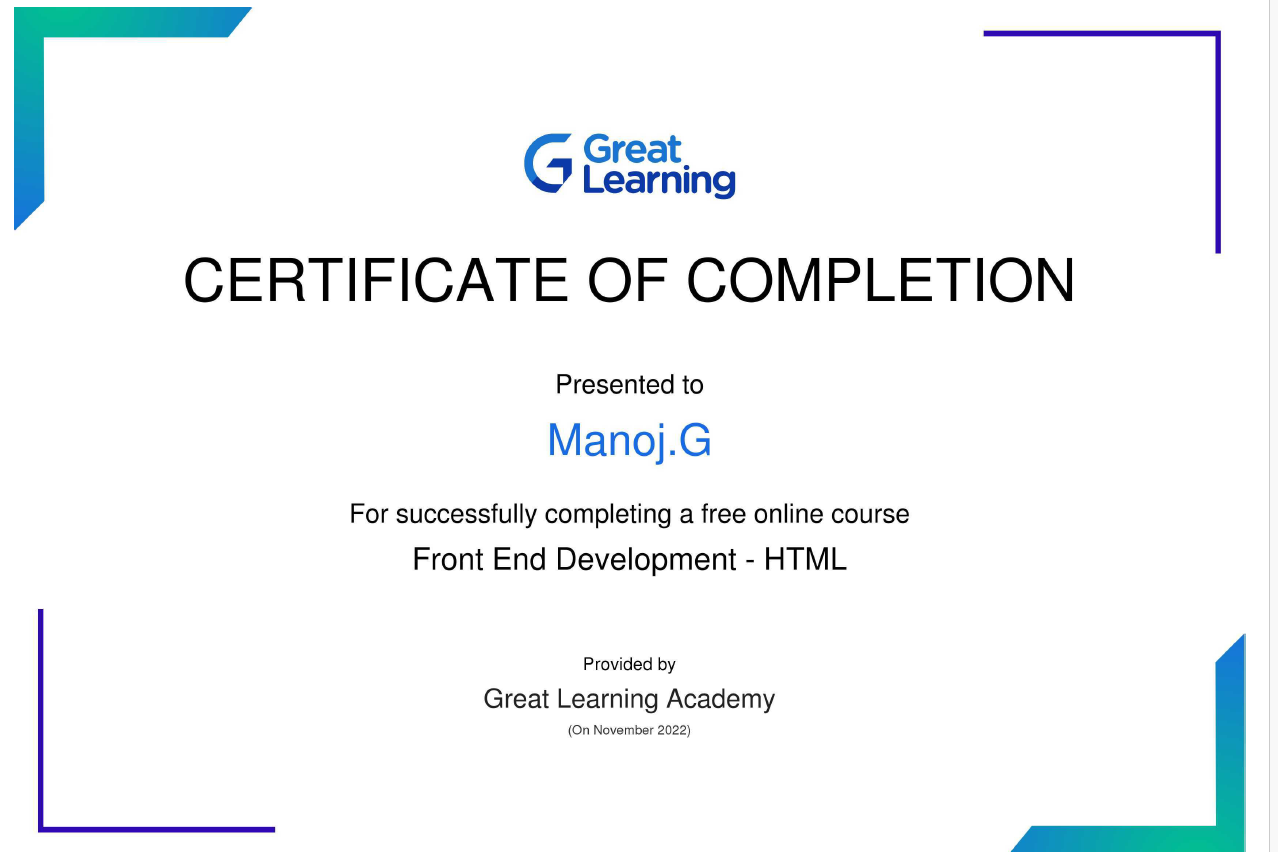 Great
Learning
CERTIFICATE OF COMPLETION
Presented to
Manoj.G
For successfully completing a free online course
Front End Development - HTML
Provided by
Great Learning Academy
(On November 2022)